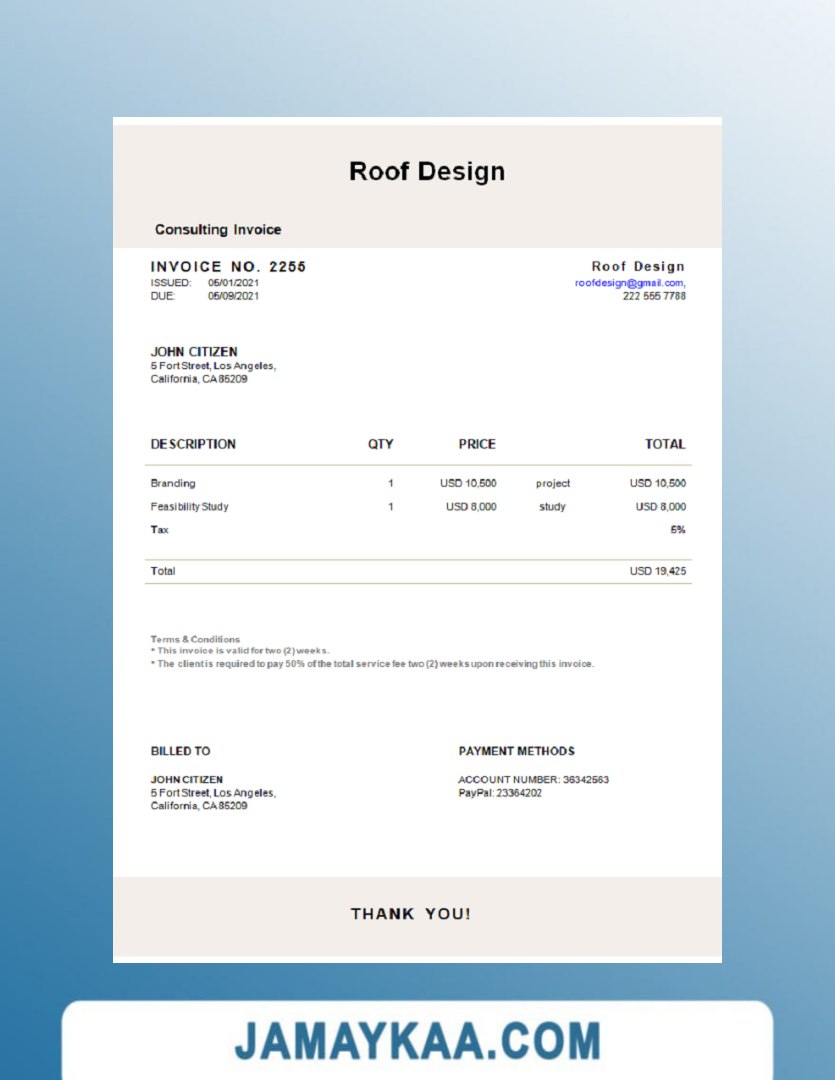 Roof Design
Consulting Invoice
INVOICE NO. 2255
Roof Design
ISSUED: 05/01/2021
roofdesign@gmail.com,
DUE: 05/09/2021
222 555 7788
JOHN CITIZEN
5 Fort Street, Los Angeles,
California, CA 85209
DESCRIPTION QTY PRICE TOTAL
Branding 1 USD 10,500 project USD 10,500
Feasibility Study 1 USD 8,000 study USD 8,000
Tax 5%
Total USD 19,425
Terms & Conditions
* This invoice is valid for two (2) weeks.
* The client is required to pay 50% of the total service fee two (2) weeks upon receiving this invoice.
BILLED TO
JOHN CITIZEN
5 Fort Street, Los Angeles,
California, CA 85209
PAYMENT METHODS
ACCOUNT NUMBER: 36342563
PayPal: 23364202
THANK YOU!
JAMAYKAA.COM